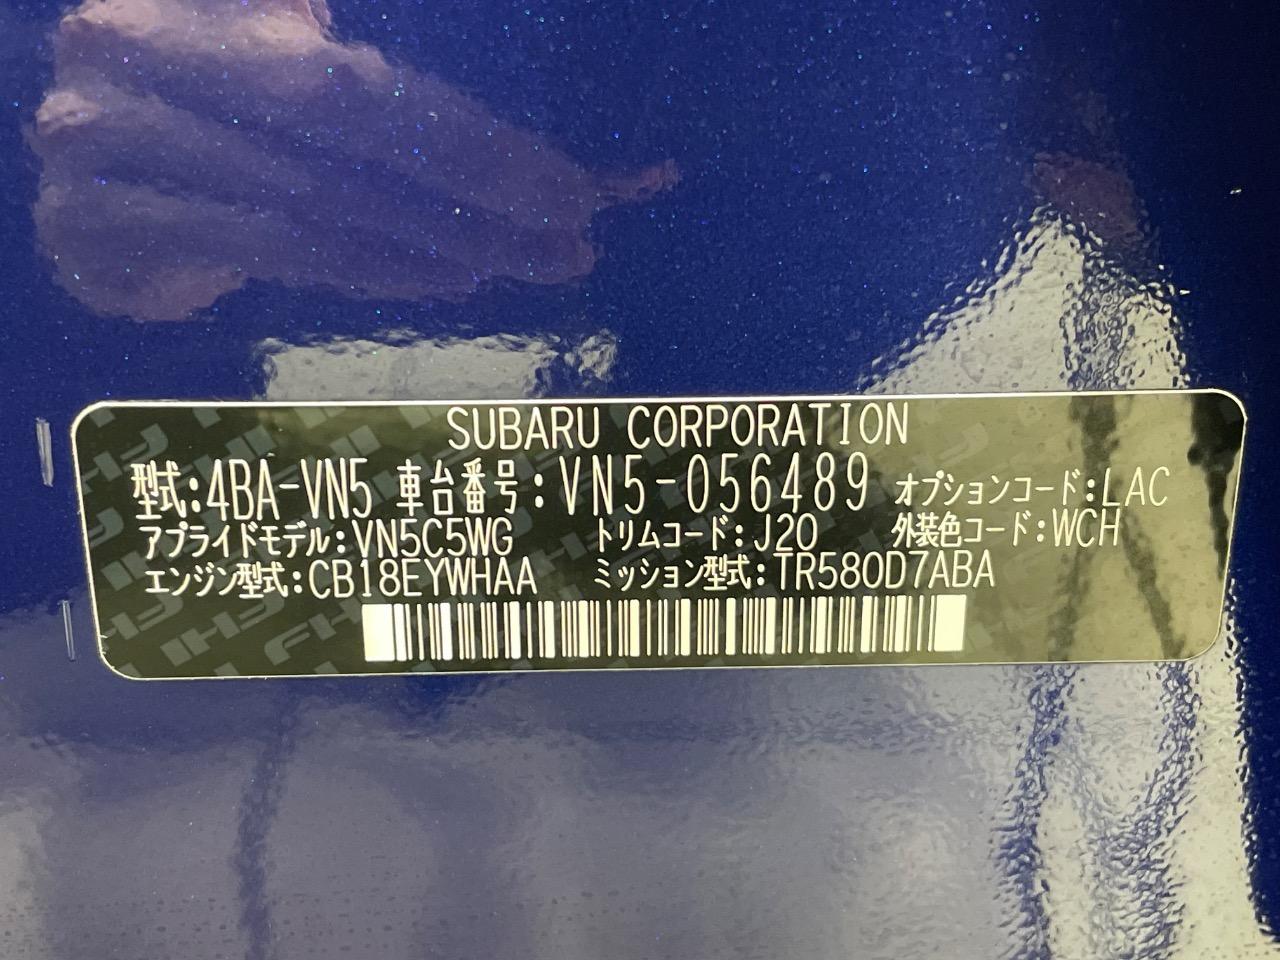 SUBARU CORPORATION
型式:4BA-VN5 車台番号:VN5-056489 オプションコード:LAC
アプライドモデル:VN5C5WG トリムコード:J20 外装色コード:WCH
エンジン型式:CB18EYWHAA ミッション型式:TR580D7ABA